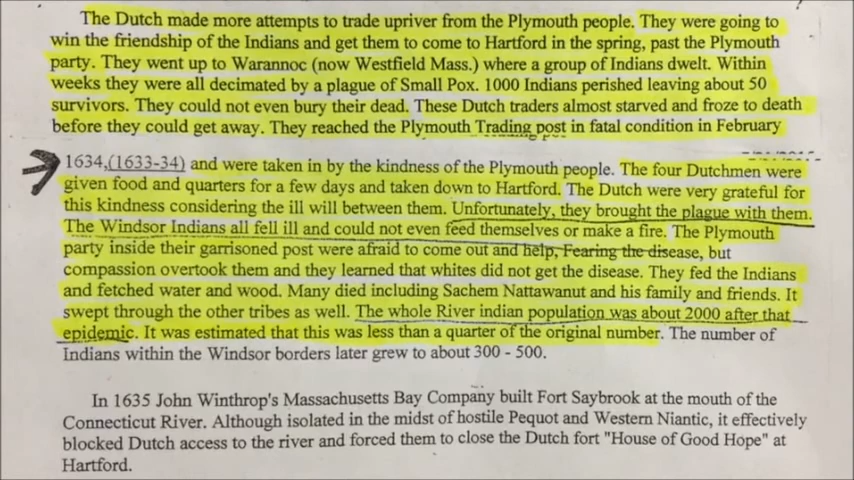 The Dutch made more attempts to trade upriver from the Plymouth people. They were going to
win the friendship of the Indians and get them to come to Hartford in the spring, past the Plymouth
party. They went up to Warannoc (now Westfield Mass.) where a group of Indians dwelt. Within
weeks they were all decimated by a plague of Small Pox. 1000 Indians perished leaving about 50
survivors. They could not even bury their dead. These Dutch traders almost starved and froze to death
before they could get away. They reached the Plymouth Trading post in fatal condition in February
1634,(1633-34) and were taken in by the kindness of the Plymouth people. The four Dutchmen were
given food and quarters for a few days and taken down to Hartford. The Dutch were very grateful for
this kindness considering the ill will between them. Unfortunately, they brought the plague with them.
The Windsor Indians all fell ill and could not even feed themselves or make a fire. The Plymouth
party inside their garrisoned post were afraid to come out and help, Fearing the disease, but
compassion overtook them and they learned that whites did not get the disease. They fed the Indians
and fetched water and wood. Many died including Sachem Nattawanut and his family and friends. It
swept through the other tribes as well. The whole River indian population was about 2000 after that
epidemic. It was estimated that this was less than a quarter of the original number. The number of
Indians within the Windsor borders later grew to about 300 - 500.
In 1635 John Winthrop's Massachusetts Bay Company built Fort Saybrook at the mouth of the
Connecticut River. Although isolated in the midst of hostile Pequot and Western Niantic, it effectively
blocked Dutch access to the river and forced them to close the Dutch fort "House of Good Hope" at
Hartford.